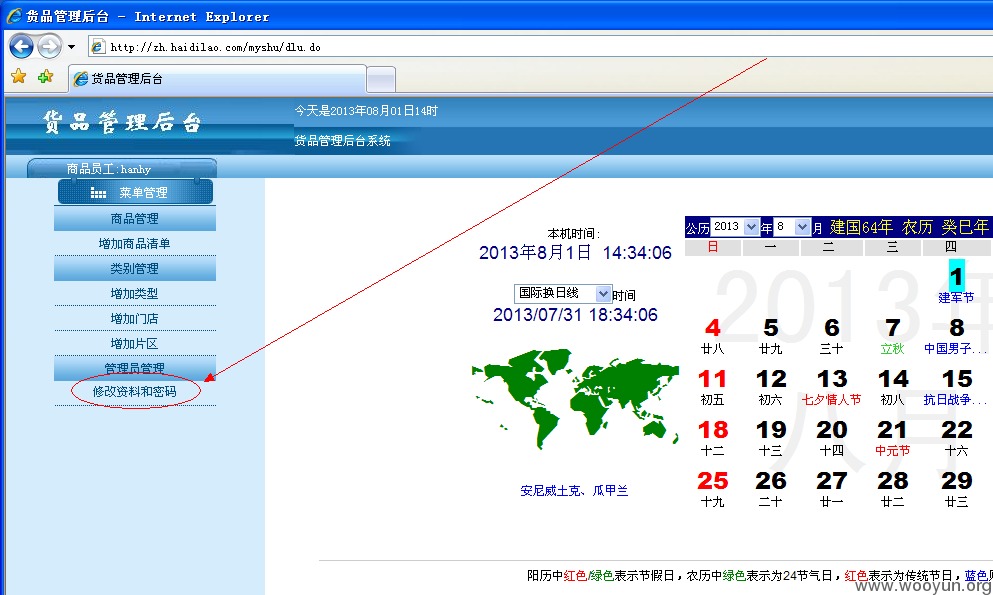 货品管理后台 - Internet Explorer
http://zh.haidilao.com/myshu/dlu.do
货品管理后台
货品管理后台
今天是2013年08月01日14时
货品管理后台系统
商品员工:hanhy
菜单管理
商品管理
增加商品清单
类别管理
增加类型
增加门店
增加片区
管理员管理
修改资料和密码
本机时间:
2013年8月1日 14:34:06
国际换日线 时间
2013/07/31 18:34:06
安尼威土克、瓜甲兰
公历 2013 年 8 月 建国64年 农历 癸巳年
日 一 二 三 四
2013年
八月
1
建军节
4 5 6 7 8
廿八 廿九 三十 立秋 中国男子...
11 12 13 14 15
初五 初六 七夕情人节 初八 抗日战争...
18 19 20 21 22
十二 十三 十四 中元节 十六
25 26 27 28 29
十九 二十 廿一 廿二 廿三
阳历中红色/绿色表示节假日，农历中绿色表示为24节气日，红色表示为传统节日，蓝色
www.wooyun.org